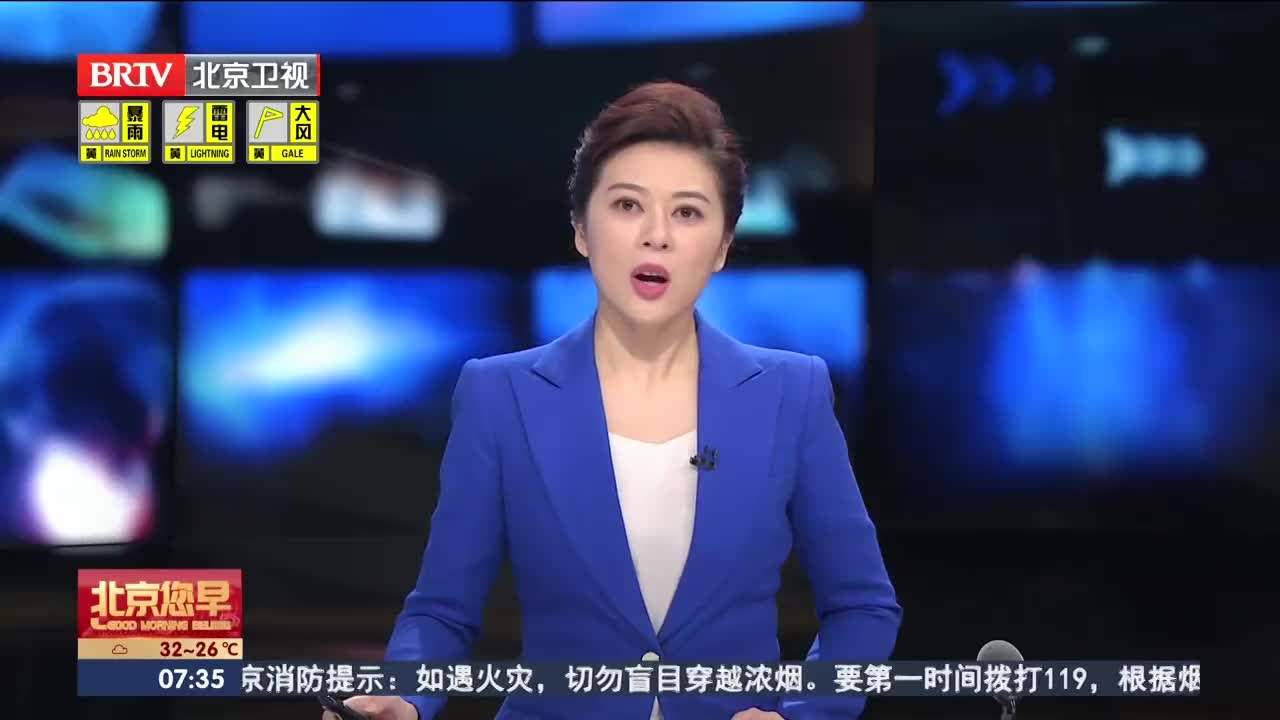 BRTV 北京卫视
暴雨 雷电 大风
黄 RAIN STORM 黄 LIGHTNING 黄 GALE
北京您早
GOOD MORNING BEIJING
32~26℃
07:35 京消防提示：如遇火灾，切勿盲目穿越浓烟。要第一时间拨打119，根据烟